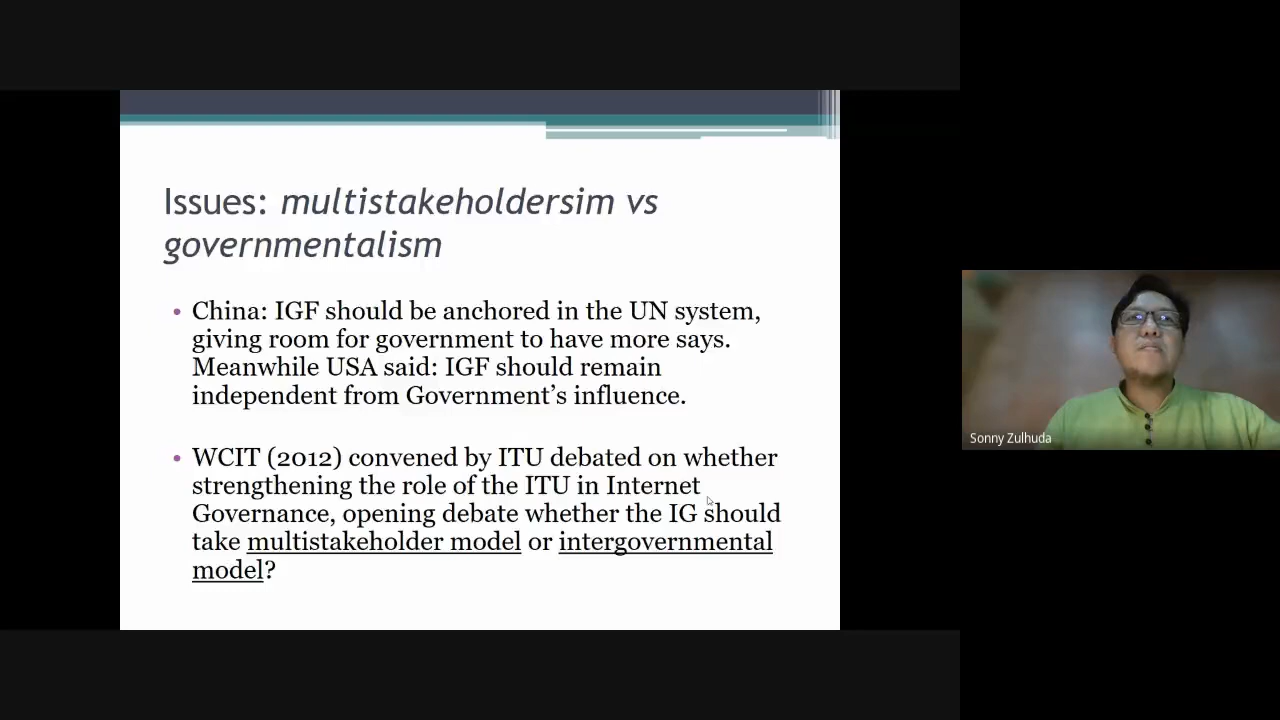 Issues: multistakeholdersim vs
governmentalism
• China: IGF should be anchored in the UN system,
giving room for government to have more says.
Meanwhile USA said: IGF should remain
independent from Government's influence.
• WCIT (2012) convened by ITU debated on whether
strengthening the role of the ITU in Internet
Governance, opening debate whether the IG should
take multistakeholder model or intergovernmental
model?
Sonny Zulhuda